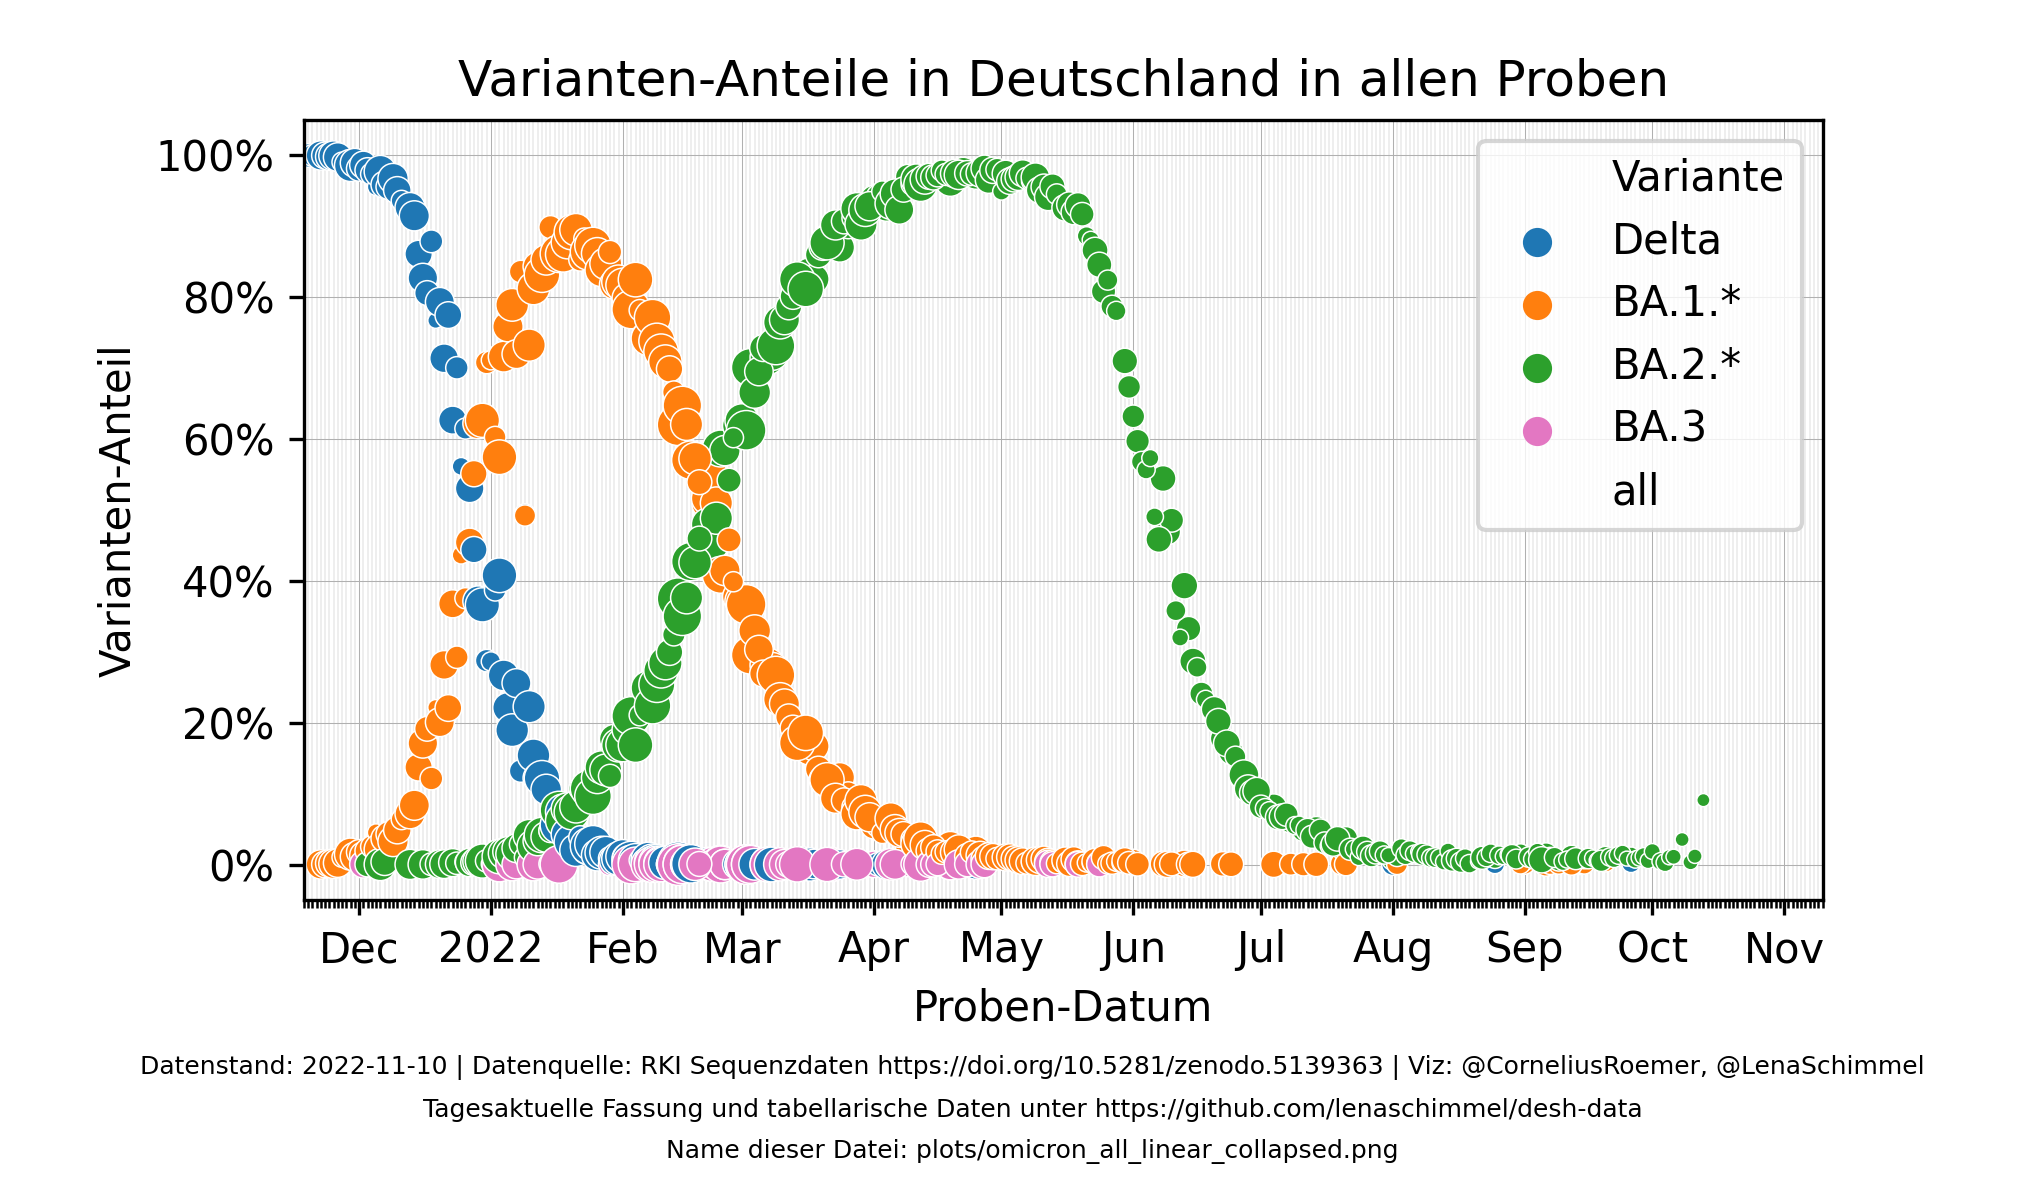 Varianten-Anteile in Deutschland in allen Proben
Varianten-Anteil
100%
80%
60%
40%
20%
0%
Variante
Delta
BA.1.*
BA.2.*
BA.3
all
Dec 2022 Feb Mar Apr May Jun Jul Aug Sep Oct Nov
Proben-Datum
Datenstand: 2022-11-10 | Datenquelle: RKI Sequenzdaten https://doi.org/10.5281/zenodo.5139363 | Viz: @CorneliusRoemer, @LenaSchimmel
Tagesaktuelle Fassung und tabellarische Daten unter https://github.com/lenaschimmel/desh-data
Name dieser Datei: plots/omicron_all_linear_collapsed.png